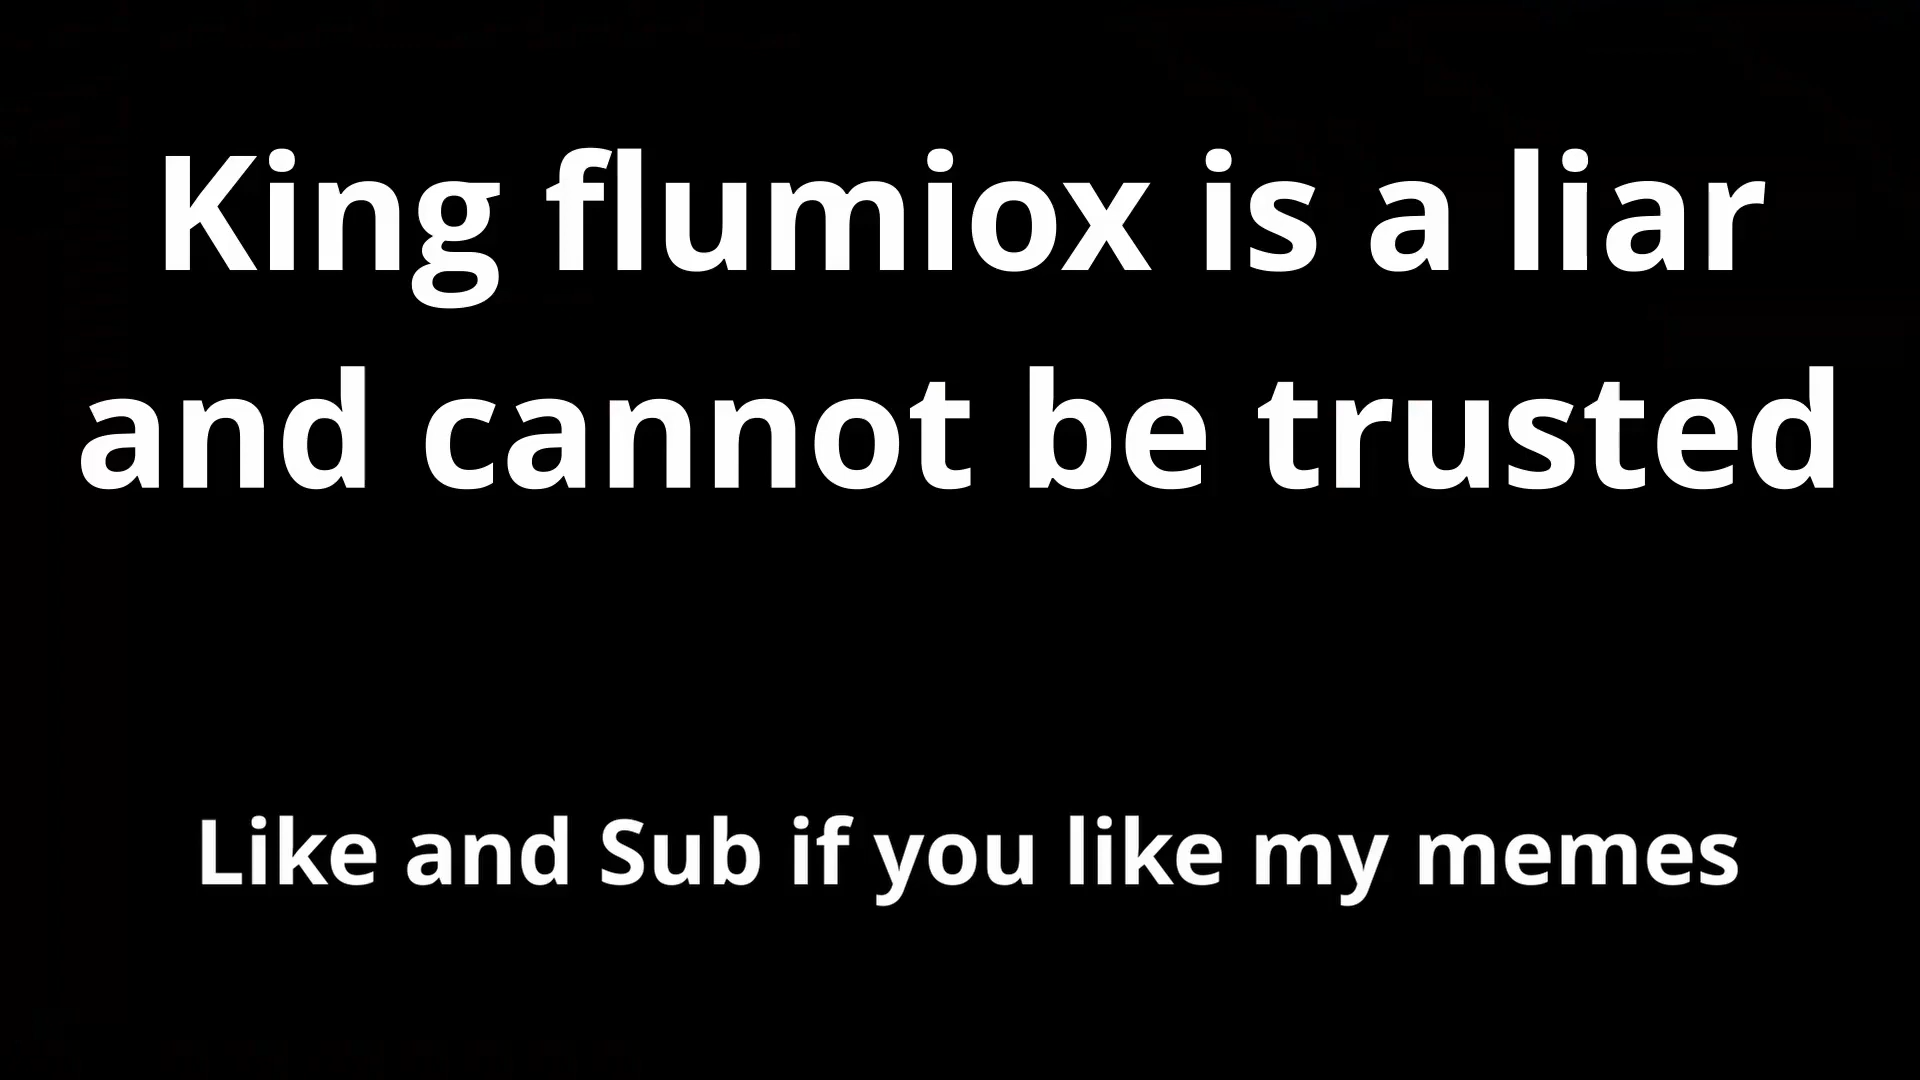 King flumiox is a liar
and cannot be trusted
Like and Sub if you like my memes